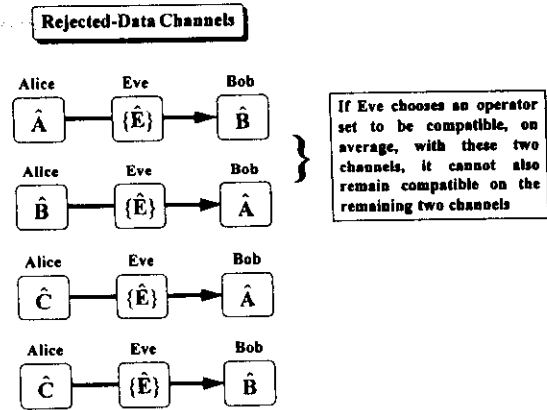 Rejected-Data Channels
Alice Eve Bob
Â {Ê} B̂
If Eve chooses an operator
set to be compatible, on
average, with these two
channels, it cannot also
remain compatible on the
remaining two channels
}
Alice Eve Bob
B̂ {Ê} Â
Alice Eve Bob
Ĉ {Ê} Â
Alice Eve Bob
Ĉ {Ê} B̂